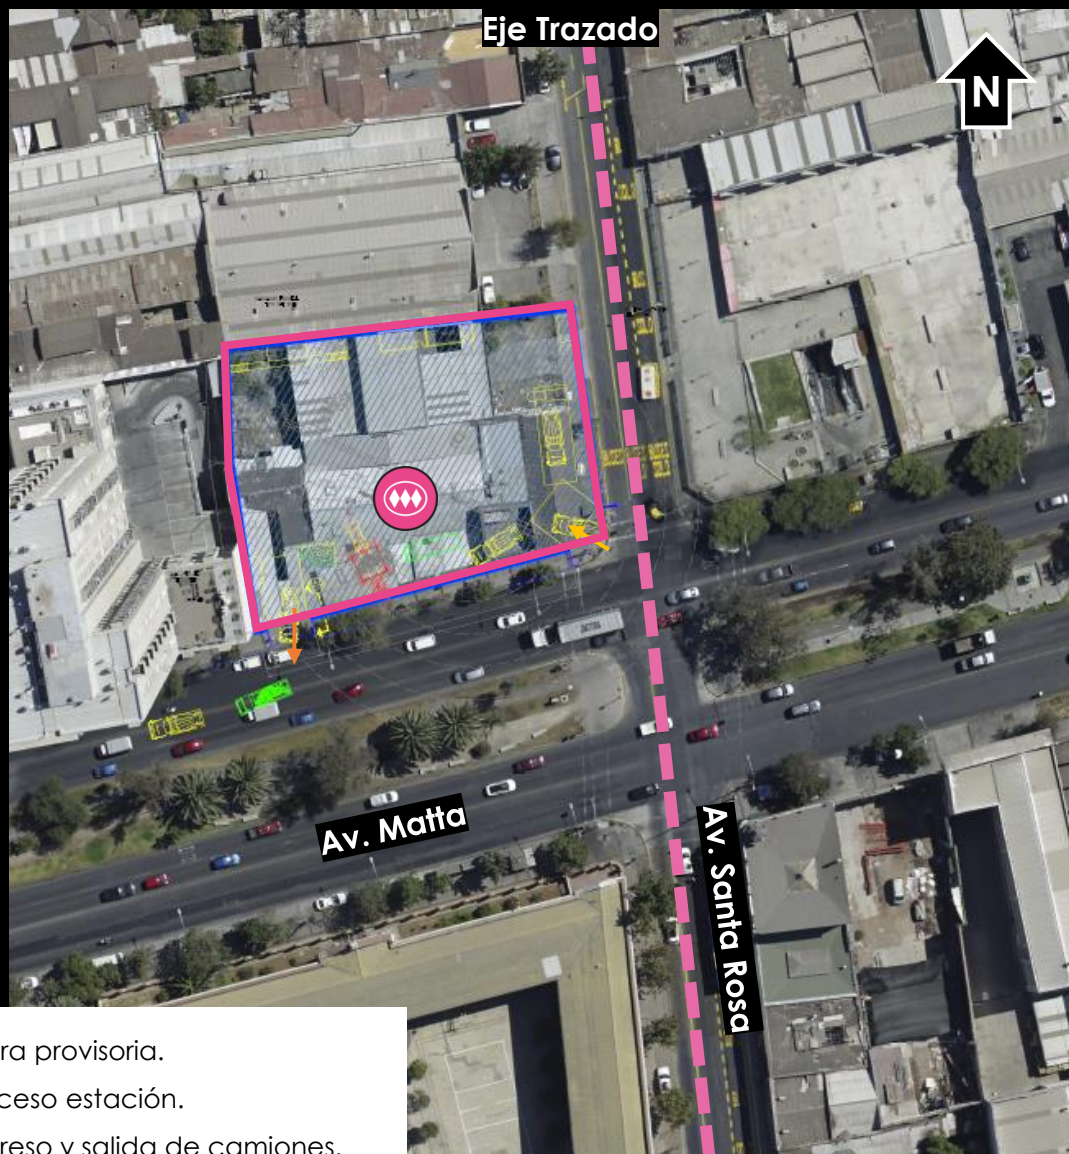 Eje Trazado
N
Av. Matta
Av. Santa Rosa
ra provisoria.
ceso estación.
reso y salida de camiones.